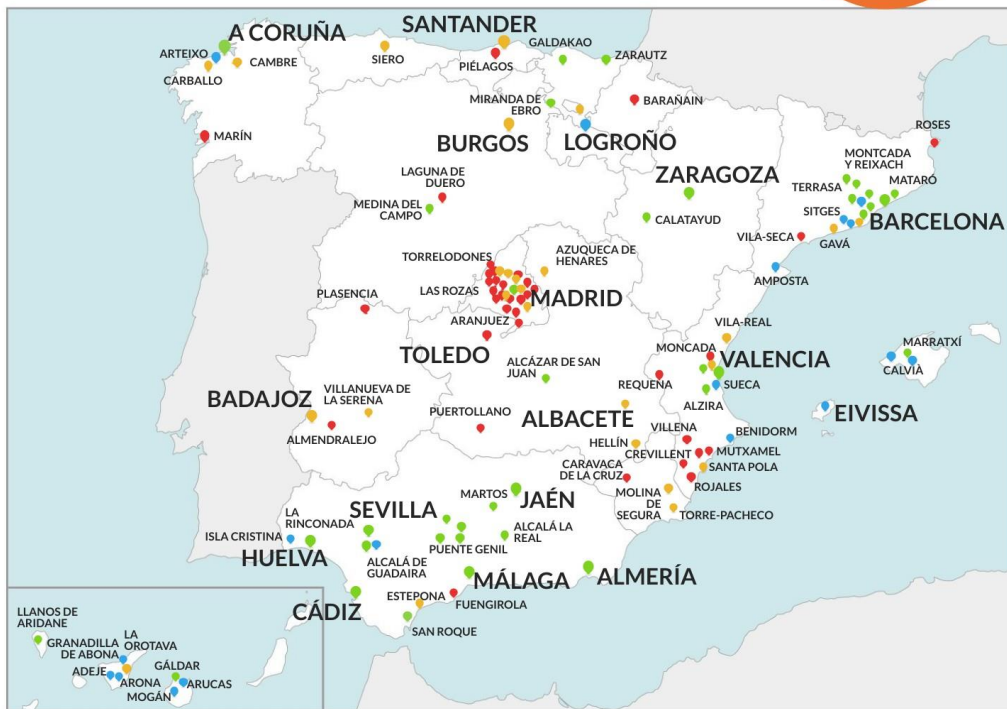 A CORUÑA
SANTANDER
ARTEIXO
CAMBRE
CARBALLO
SIERO
PIÉLAGOS
GALDAKAO
ZARAUTZ
MIRANDA DE
EBRO
BARAÑAIN
MARÍN
BURGOS
LOGROÑO
ROSES
LAGUNA DE
DUERO
MEDINA DEL
CAMPO
ZARAGOZA
CALATAYUD
MONTCADA
Y REIXACH
TERRASA
MATARÓ
SITGES
BARCELONA
GAVÁ
VILA-SECA
AMPOSTA
TORRELODONES
AZUQUECA DE
HENARES
LAS ROZAS
MADRID
PLASENCIA
ARANJUEZ
TOLEDO
VILA-REAL
MONCADA
VALENCIA
MARRATXÍ
CALVIÀ
ALCÁZAR DE SAN
JUAN
REQUENA
SUECA
ALZIRA
EIVISSA
BADAJOZ
VILLANUEVA DE
LA SERENA
ALMENDRALEJO
PUERTOLLANO
ALBACETE
VILLENA
BENIDORM
HELLÍN
CREVILLENT
MUTXAMEL
SANTA POLA
CARAVACA
DE LA CRUZ
ROJALES
MOLINA
DE
SEGURA
TORRE-PACHECO
MARTOS
JAÉN
SEVILLA
LA
RINCONADA
ISLA CRISTINA
HUELVA
ALCALÁ LA
REAL
PUENTE GENIL
ALCALÁ DE
GUADAIRA
MÁLAGA
ALMERÍA
CÁDIZ
ESTEPONA
FUENGIROLA
SAN ROQUE
LLANOS DE
ARIDANE
LA
OROTAVA
GRANADILLA
DE ABONA
ADEJE
ARONA
GÁLDAR
ARUCAS
MOGÁN